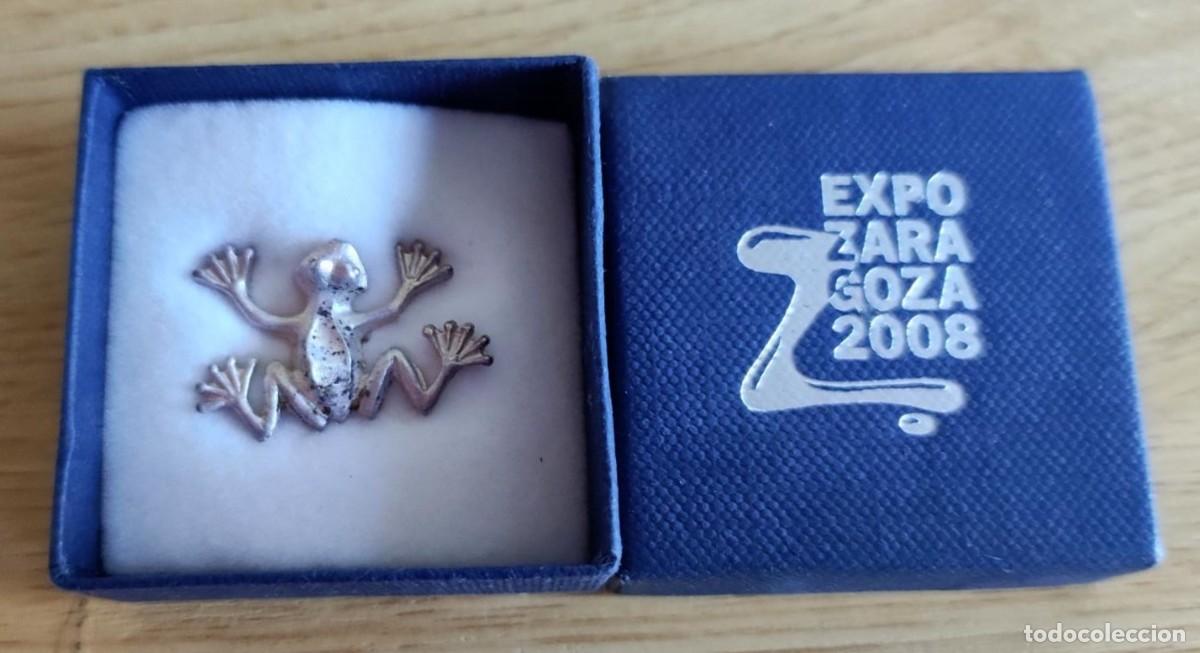 EXPO
ZARA
GOZA
2008
todocoleccion